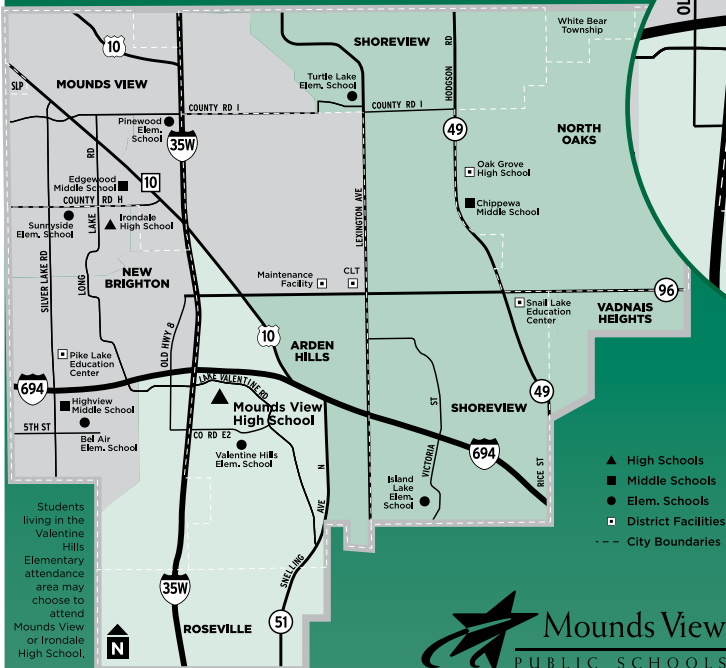 OL
White Bear
Township
SHOREVIEW
10
HODGSON RD
Turtle Lake
Elem. School
SLP
MOUNDS VIEW
COUNTY RD I
COUNTY RD I
Pinewood
Elem.
School
35W
49
NORTH
OAKS
LAKE RD
LONG
Edgewood
Middle School
10
Oak Grove
High School
COUNTY RD H
Chippewa
Middle School
Sunnyside
Elem. School
Irondale
High School
LEXINGTON AVE
SILVER LAKE RD
NEW
BRIGHTON
Maintenance
Facility
CLT
96
Snail Lake
Education
Center
VADNAIS
HEIGHTS
OLD HWY 8
10
ARDEN
HILLS
Pike Lake
Education
Center
694
LAKE VALENTINE RD
49
Highview
Middle School
Mounds View
High School
SHOREVIEW
VICTORIA ST
5TH ST
CO RD E2
Bel Air
Elem. School
Valentine Hills
Elem. School
694
RICE ST
Island
Lake
Elem.
School
SNELLING AVE N
High Schools
Middle Schools
Elem. Schools
District Facilities
City Boundaries
Students
living in the
Valentine
Hills
Elementary
attendance
area may
choose to
attend
Mounds View
or Irondale
High School.
35W
ROSEVILLE
51
N
Mounds View
PUBLIC SCHOOLS